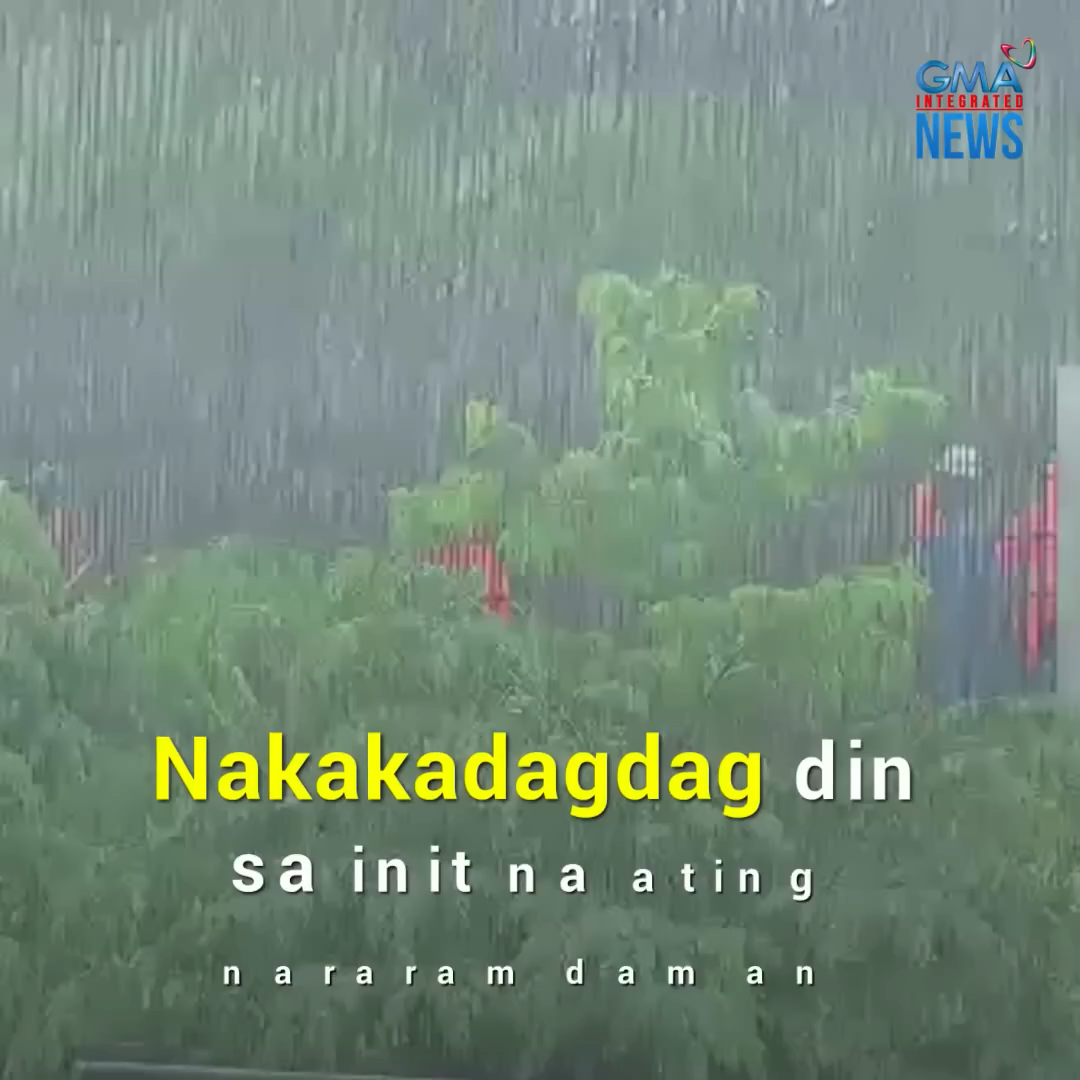 GMA
INTEGRATED
NEWS
Nakakadagdag din
sa init na ating
nararamdaman